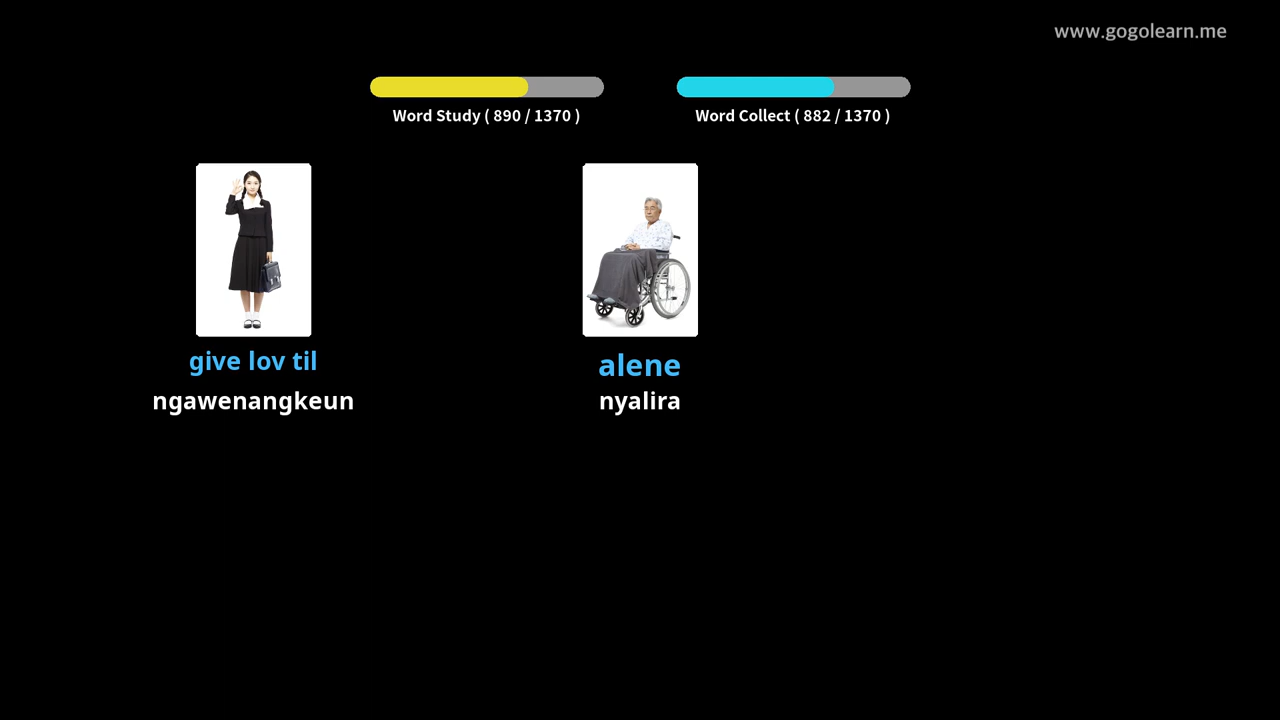 www.gogolearn.me
Word Study ( 890 / 1370 )
Word Collect ( 882 / 1370 )
give lov til
ngawenangkeun
alene
nyalira